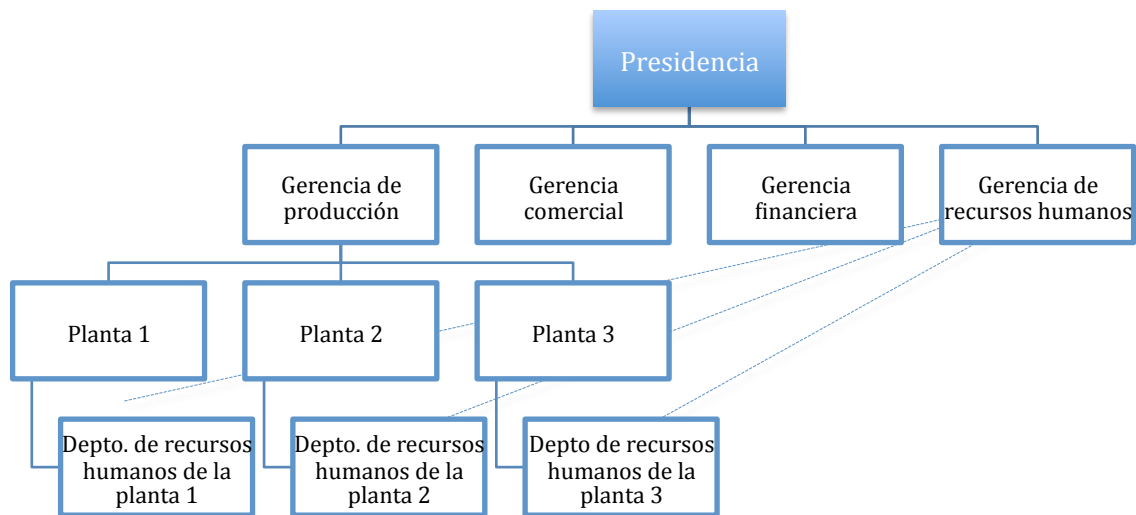 Presidencia
Gerencia de
producción
Gerencia
comercial
Gerencia
financiera
Gerencia de
recursos humanos
Planta 1
Planta 2
Planta 3
Depto. de recursos
humanos de la
planta 1
Depto. de recursos
humanos de la
planta 2
Depto de recursos
humanos de la
planta 3